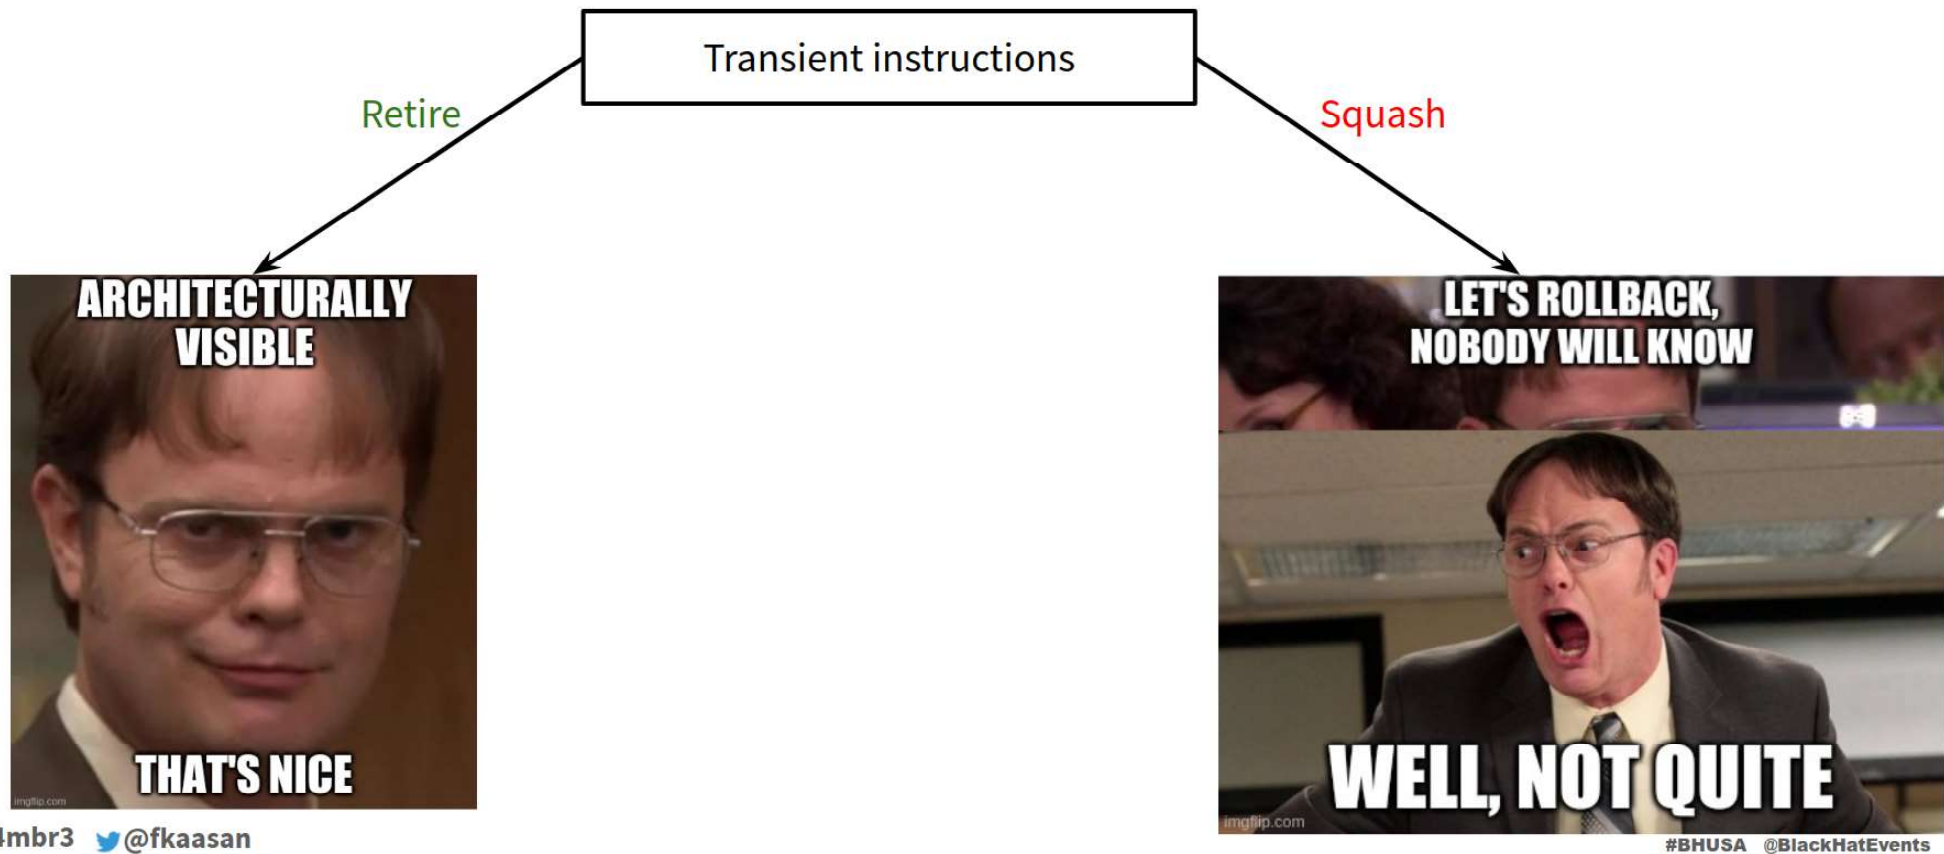 Transient instructions
Retire
Squash
ARCHITECTURALLY
VISIBLE
THAT'S NICE
imgflip.com
LET'S ROLLBACK,
NOBODY WILL KNOW
WELL, NOT QUITE
imgflip.com
4mbr3 @fkaasan
#BHUSA @BlackHatEvents